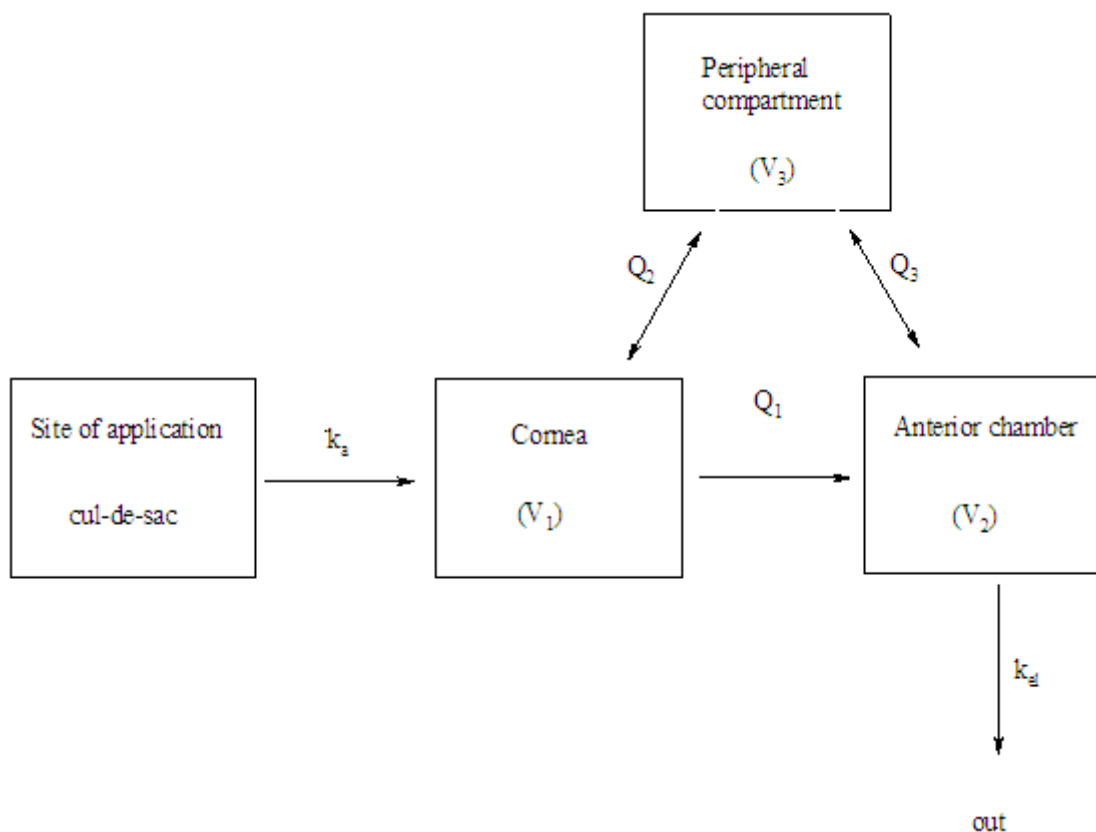 Peripheral
compartment
(V₃)
Q₂
Q₃
Site of application
cul-de-sac
kₐ
Cornea
(V₁)
Q₁
Anterior chamber
(V₂)
kₑₗ
out